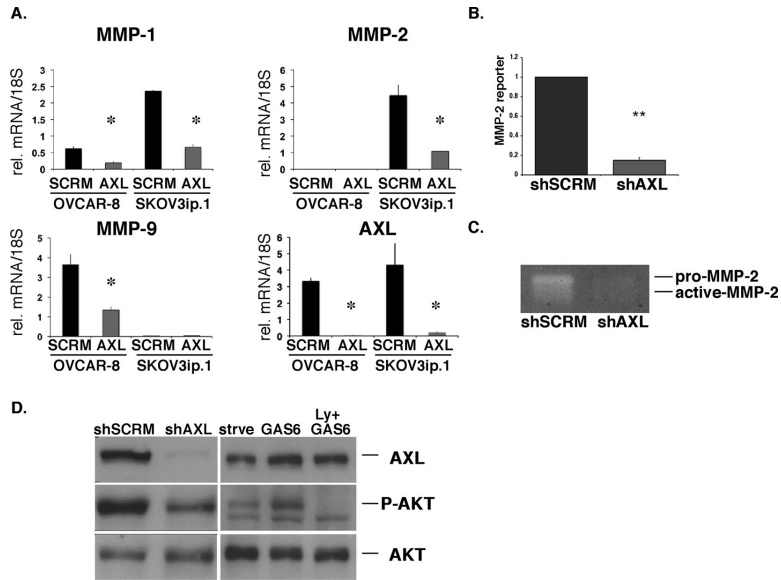 A.
MMP-1
rel. mRNA/18S
2.5
2
1.5
1
0.5
0
*
*
SCRM AXL SCRM AXL
OVCAR-8 SKOV3ip.1
MMP-2
6
5
4
3
2
1
0
*
SCRM AXL SCRM AXL
OVCAR-8 SKOV3ip.1
MMP-9
rel. mRNA/18S
5
4
3
2
1
0
*
SCRM AXL SCRM AXL
OVCAR-8 SKOV3ip.1
AXL
rel. mRNA/18S
6
5
4
3
2
1
0
*
*
SCRM AXL SCRM AXL
OVCAR-8 SKOV3ip.1
B.
MMP-2 reporter
1.2
1
0.8
0.6
0.4
0.2
0
**
shSCRM shAXL
C.
pro-MMP-2
active-MMP-2
shSCRM shAXL
D.
shSCRM shAXL strve GAS6 Ly+
GAS6
AXL
P-AKT
AKT